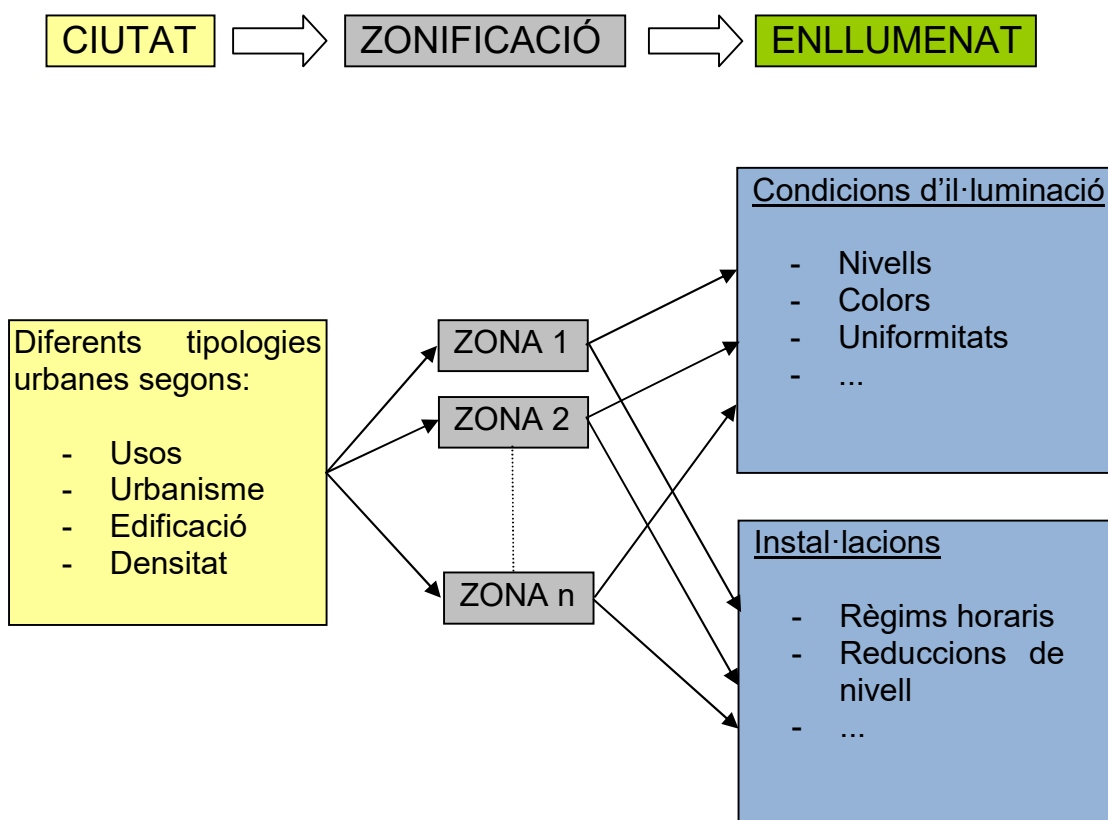 CIUTAT
ZONIFICACIÓ
ENLLUMENAT
Diferents tipologies
urbanes segons:
- Usos
- Urbanisme
- Edificació
- Densitat
ZONA 1
ZONA 2
ZONA n
Condicions d’il·luminació
- Nivells
- Colors
- Uniformitats
- ...
Instal·lacions
- Règims horaris
- Reduccions de
nivell
- ...